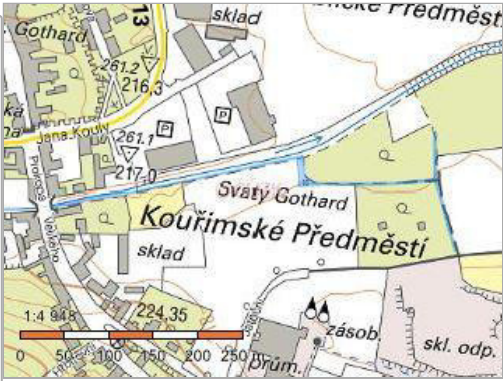 sklad
Předměstí
Gothard
13
261.2
216,3
P
Jana Kouly
261.1
P
217,0
Svatý Gothard
Kouřimské Předměstí
sklad
1:4 948
224,35
zásob.
skl. odp.
prům.
0 50 100 150 200 250 m